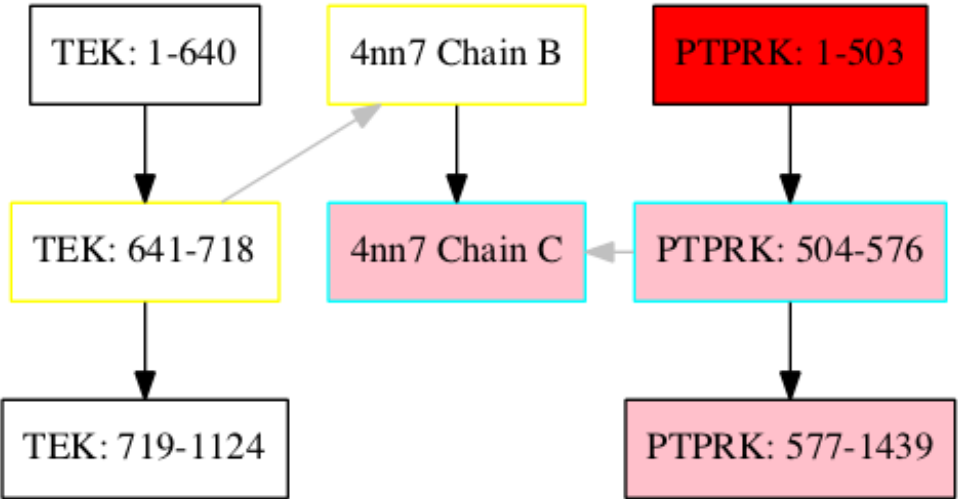 TEK: 1-640
4nn7 Chain B
PTPRK: 1-503
TEK: 641-718
4nn7 Chain C
PTPRK: 504-576
TEK: 719-1124
PTPRK: 577-1439